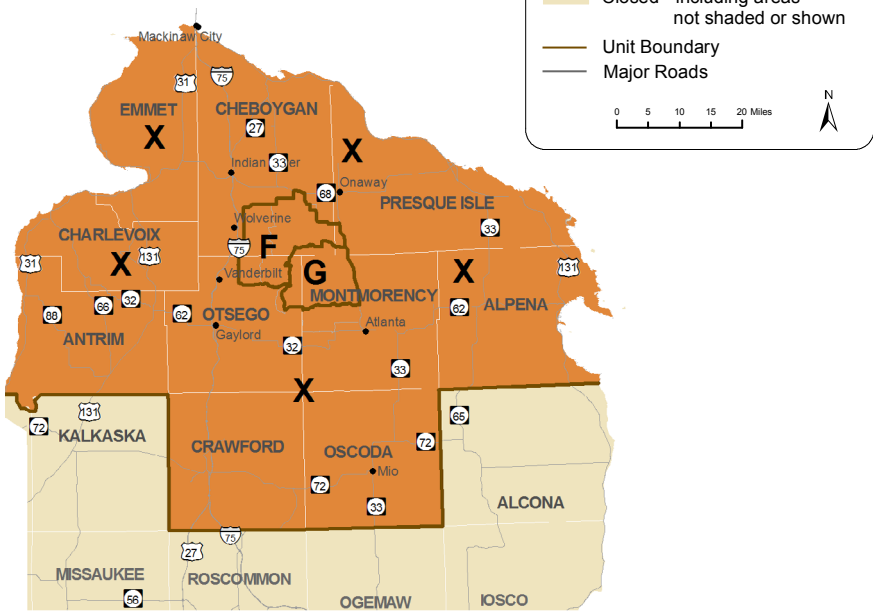 Closed - including areas
not shaded or shown
Unit Boundary
Major Roads
0 5 10 15 20 Miles
N
Mackinaw City
31
75
EMMET
CHEBOYGAN
X
27
X
Indian
33
er
68
Onaway
PRESQUE ISLE
Wolverine
33
CHARLEVOIX
75
F
31
X
131
Vanderbilt
G
X
131
MONTMORENCY
88
66
32
62
OTSEGO
62
ALPENA
Gaylord
Atlanta
ANTRIM
32
33
X
131
72
KALKASKA
65
CRAWFORD
OSCODA
72
Mio
72
33
ALCONA
75
27
MISSAUKEE
ROSCOMMON
56
OGEMAW
IOSCO